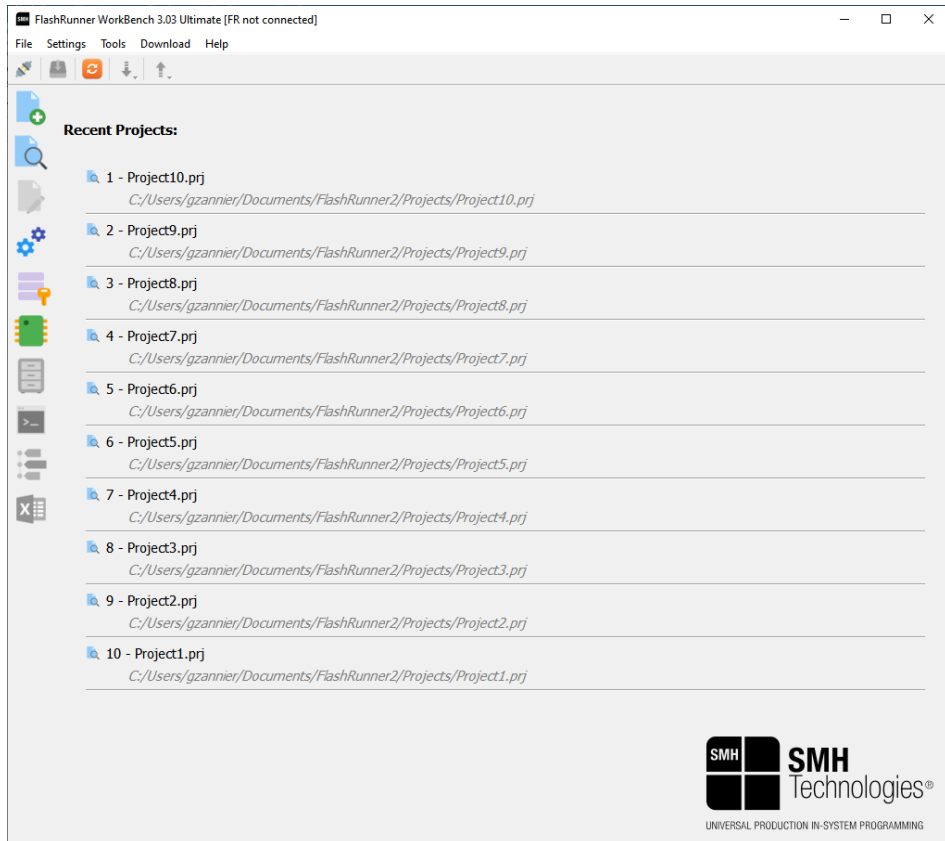 SMH FlashRunner WorkBench 3.03 Ultimate [FR not connected]
File Settings Tools Download Help
Recent Projects:
1 - Project10.prj
C:/Users/gzannier/Documents/FlashRunner2/Projects/Project10.prj
2 - Project9.prj
C:/Users/gzannier/Documents/FlashRunner2/Projects/Project9.prj
3 - Project8.prj
C:/Users/gzannier/Documents/FlashRunner2/Projects/Project8.prj
4 - Project7.prj
C:/Users/gzannier/Documents/FlashRunner2/Projects/Project7.prj
5 - Project6.prj
C:/Users/gzannier/Documents/FlashRunner2/Projects/Project6.prj
6 - Project5.prj
C:/Users/gzannier/Documents/FlashRunner2/Projects/Project5.prj
7 - Project4.prj
C:/Users/gzannier/Documents/FlashRunner2/Projects/Project4.prj
8 - Project3.prj
C:/Users/gzannier/Documents/FlashRunner2/Projects/Project3.prj
9 - Project2.prj
C:/Users/gzannier/Documents/FlashRunner2/Projects/Project2.prj
10 - Project1.prj
C:/Users/gzannier/Documents/FlashRunner2/Projects/Project1.prj
SMH
SMH
Technologies®
UNIVERSAL PRODUCTION IN-SYSTEM PROGRAMMING